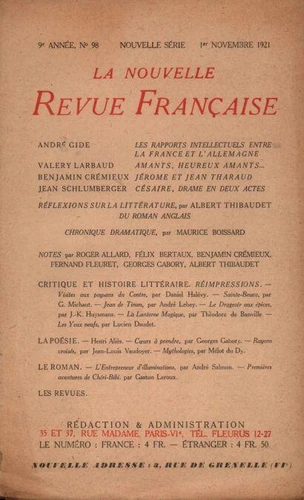 9e ANNÉE, No 98 NOUVELLE SÉRIE 1er NOVEMBRE 1921
LA NOUVELLE
REVUE FRANÇAISE
ANDRÉ GIDE LES RAPPORTS INTELLECTUELS ENTRE
LA FRANCE ET L'ALLEMAGNE
VALERY LARBAUD AMANTS, HEUREUX AMANTS...
BENJAMIN CRÉMIEUX JÉROME ET JEAN THARAUD
JEAN SCHLUMBERGER CÉSAIRE, DRAME EN DEUX ACTES
RÉFLEXIONS SUR LA LITTÉRATURE, par ALBERT THIBAUDET
DU ROMAN ANGLAIS
CHRONIQUE DRAMATIQUE, par MAURICE BOISSARD
NOTES par ROGER ALLARD, FÉLIX BERTAUX, BENJAMIN CRÉMIEUX,
FERNAND FLEURET, GEORGES GABORY, ALBERT THIBAUDET
CRITIQUE ET HISTOIRE LITTÉRAIRE. RÉIMPRESSIONS. —
Visites aux paysans du Centre, par Daniel Halévy. — Sainte-Beuve, par
G. Michaut. — Jean de Tinan, par André Lebey. — Le Drageoir aux épices,
par J.-K. Huysmans. — La Lanterne Magique, par Théodore de Banville. —
Les Yeux neufs, par Lucien Daudet.
LA POÉSIE. — Henri Aliès. — Cœurs à prendre, par Georges Gabory. — Rayons
croisés, par Jean-Louis Vaudoyer. — Mythologies, par Mélot du Dy.
LE ROMAN. — L'Entrepreneur d'Illuminations, par André Salmon. — Premières
aventures de Chéri-Bibi, par Gaston Leroux.
LES REVUES.
RÉDACTION & ADMINISTRATION
35 ET 37, RUE MADAME, PARIS-VIe, TÉL. FLEURUS 12-27
LE NUMÉRO : FRANCE : 4 FR. — ÉTRANGER : 4 FR. 50.
NOUVELLE ADRESSE : 3, RUE DE GRENELLE (VIe)